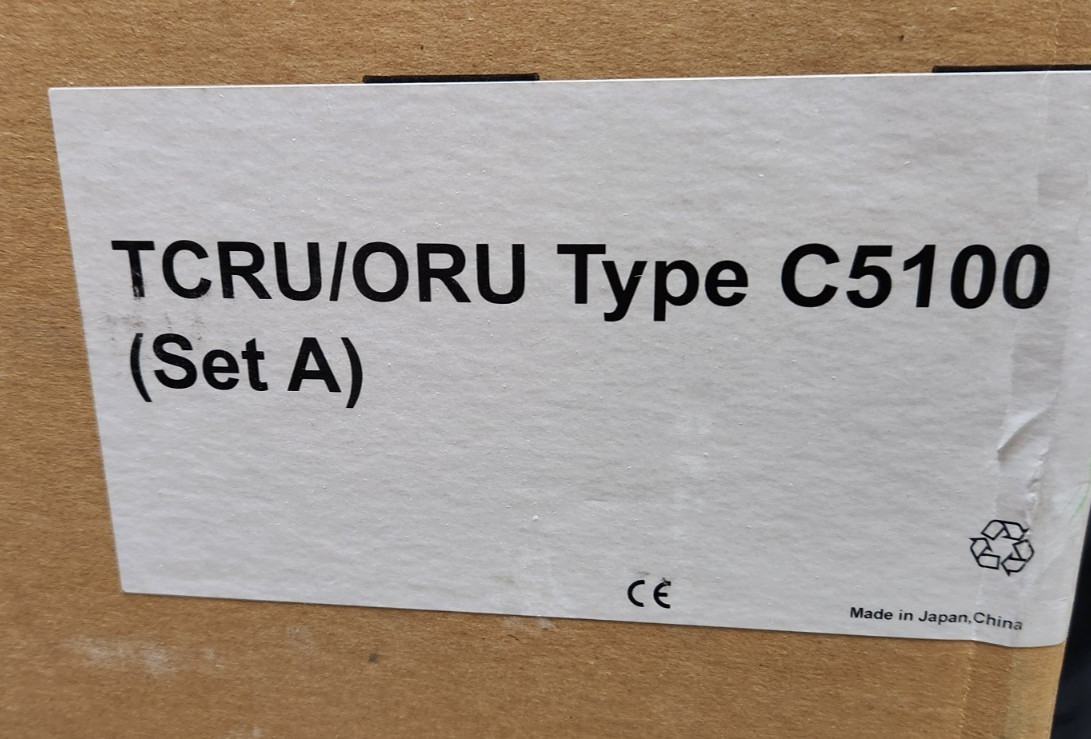 TCRU/ORU Type C5100
(Set A)
CE
Made in Japan,China